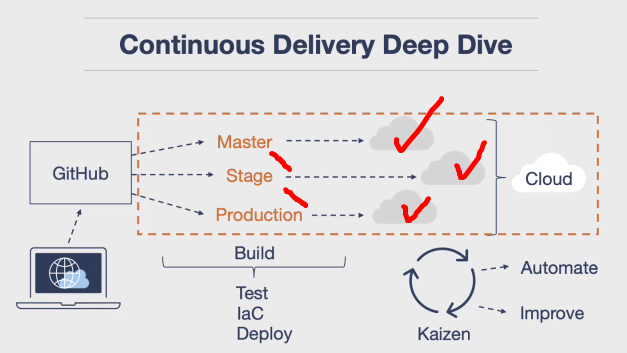 Continuous Delivery Deep Dive
GitHub
Master
Stage
Production
Cloud
Build
Test
IaC
Deploy
Kaizen
Automate
Improve